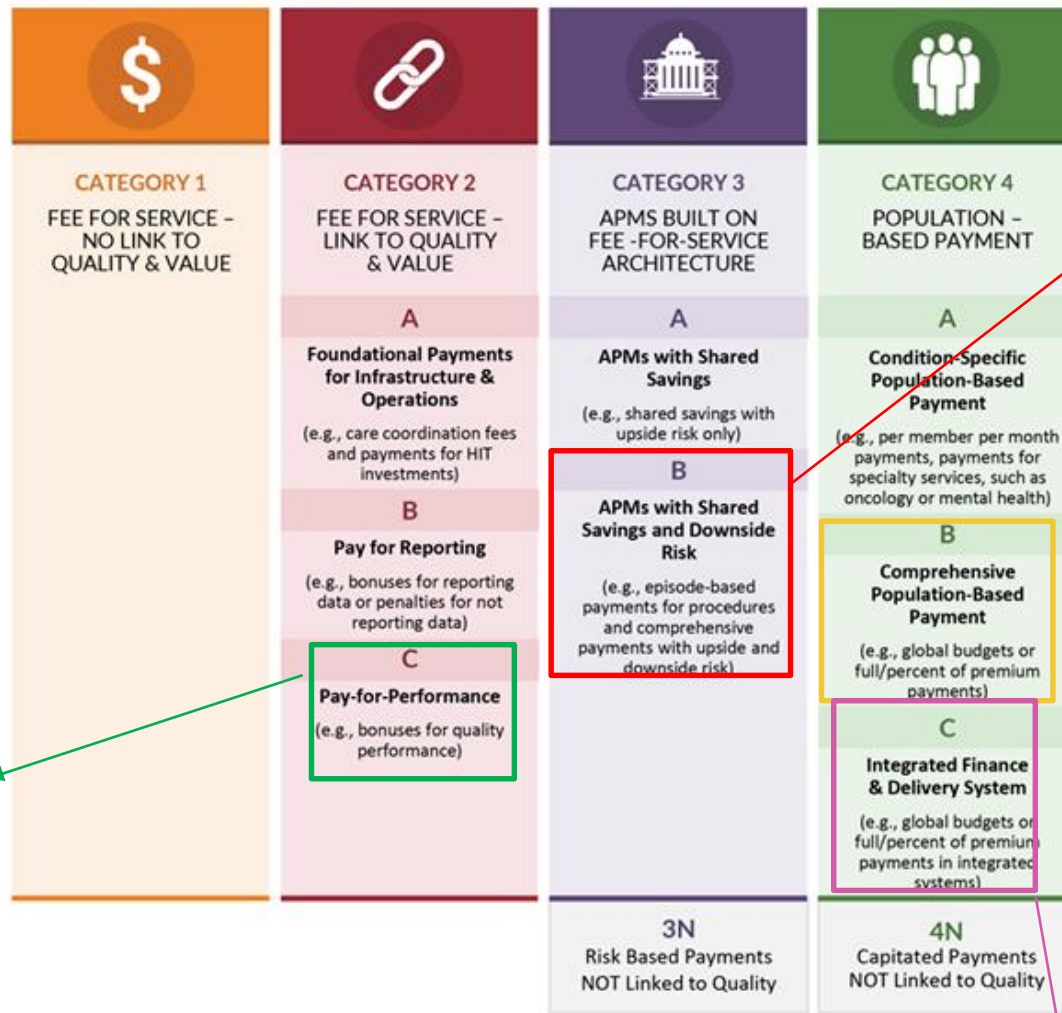 $
CATEGORY 1
FEE FOR SERVICE –
NO LINK TO
QUALITY & VALUE
CATEGORY 2
FEE FOR SERVICE –
LINK TO QUALITY
& VALUE
A
Foundational Payments
for Infrastructure &
Operations
(e.g., care coordination fees
and payments for HIT
investments)
B
Pay for Reporting
(e.g., bonuses for reporting
data or penalties for not
reporting data)
C
Pay-for-Performance
(e.g., bonuses for quality
performance)
CATEGORY 3
APMS BUILT ON
FEE -FOR-SERVICE
ARCHITECTURE
A
APMs with Shared
Savings
(e.g., shared savings with
upside risk only)
B
APMs with Shared
Savings and Downside
Risk
(e.g., episode-based
payments for procedures
and comprehensive
payments with upside and
downside risk)
3N
Risk Based Payments
NOT Linked to Quality
CATEGORY 4
POPULATION –
BASED PAYMENT
A
Condition-Specific
Population-Based
Payment
(e.g., per member per month
payments, payments for
specialty services, such as
oncology or mental health)
B
Comprehensive
Population-Based
Payment
(e.g., global budgets or
full/percent of premium
payments)
C
Integrated Finance
& Delivery System
(e.g., global budgets or
full/percent of premium
payments in integrated
systems)
4N
Capitated Payments
NOT Linked to Quality